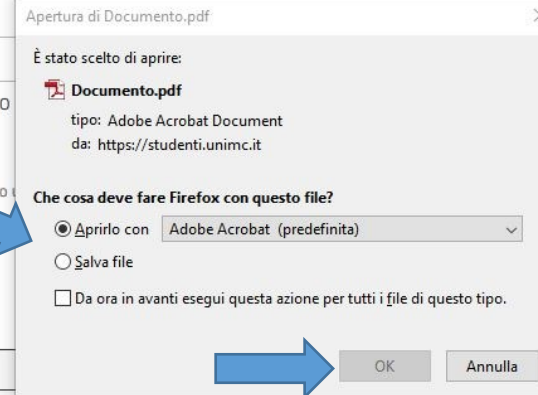 Apertura di Documento.pdf
È stato scelto di aprire:
Documento.pdf
tipo: Adobe Acrobat Document
da: https://studenti.unimc.it
Che cosa deve fare Firefox con questo file?
Aprirlo con Adobe Acrobat (predefinita)
Salva file
Da ora in avanti esegui questa azione per tutti i file di questo tipo.
OK Annulla